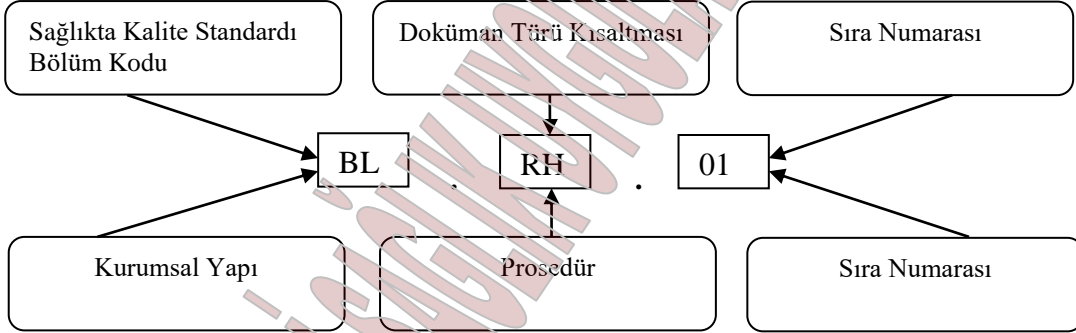 Sağlıkta Kalite Standardı
Bölüm Kodu
Doküman Türü Kısaltması
Sıra Numarası
BL . RH . 01
Kurumsal Yapı
Prosedür
Sıra Numarası